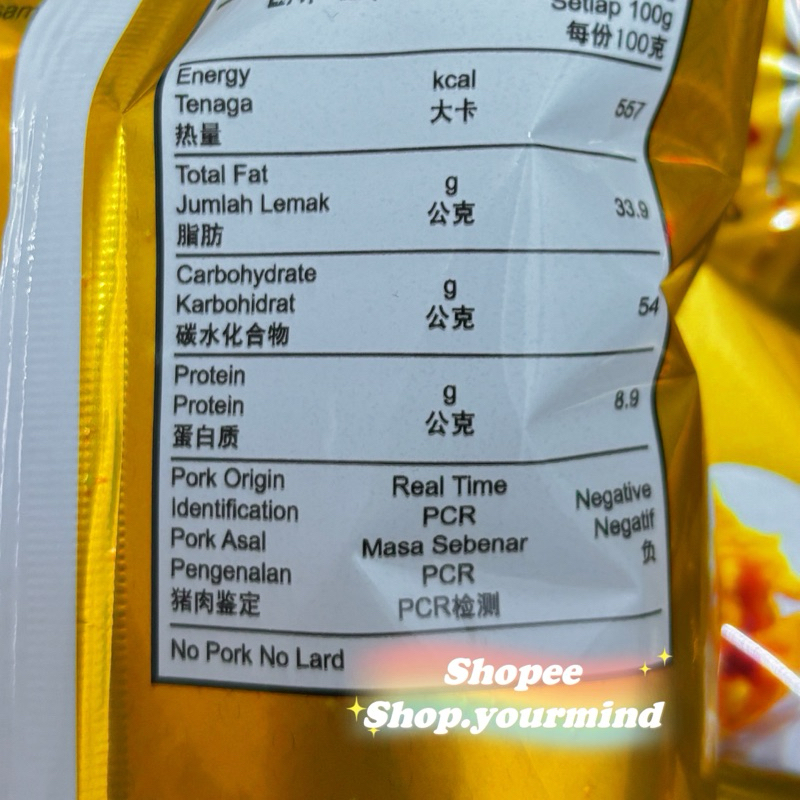 Setiap 100g
每份100克
Energy
kcal
Tenaga
大卡
557
热量
Total Fat
g
Jumlah Lemak
公克
33.9
脂肪
Carbohydrate
g
Karbohidrat
公克
54
碳水化合物
Protein
g
Protein
公克
8.9
蛋白质
Pork Origin
Real Time
Negative
Identification
PCR
Negatif
Pork Asal
Masa Sebenar
负
Pengenalan
PCR
猪肉鉴定
PCR检测
No Pork No Lard
Shopee
Shop.yourmind